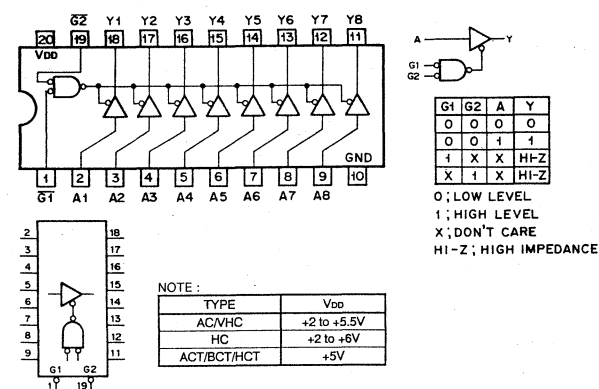 G2 Y1 Y2 Y3 Y4 Y5 Y6 Y7 Y8
20 19 18 17 16 15 14 13 12 11
VDD
GND
1 2 3 4 5 6 7 8 9 10
G1 A1 A2 A3 A4 A5 A6 A7 A8
A Y
G1
G2
G1 G2 A Y
0 0 0 0
0 0 1 1
1 X X HI-Z
X 1 X HI-Z
0 ; LOW LEVEL
1 ; HIGH LEVEL
X ; DON'T CARE
HI-Z ; HIGH IMPEDANCE
2 18
3 17
4 16
5 15
6 14
7 13
8 12
9 11
G1 G2
1 19
NOTE :
TYPE VDD
AC/VHC +2 to +5.5V
HC +2 to +6V
ACT/BCT/HCT +5V